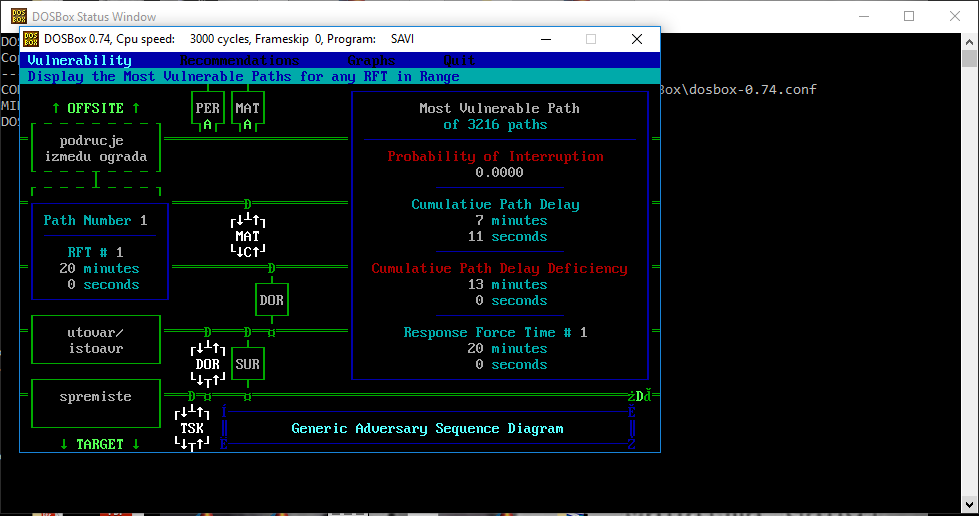 DOSBox Status Window
DOSBox 0.74, Cpu speed: 3000 cycles, Frameskip 0, Program: SAVI
Vulnerability Recommendations Graphs Quit
Display the Most Vulnerable Paths for any RFT in Range
Box\dosbox-0.74.conf
↑ OFFSITE ↑
PER MAT
A A
podrucje
izmedu ograda
Most Vulnerable Path
of 3216 paths
Probability of Interruption
0.0000
D
MAT
C↑
Path Number 1
RFT # 1
20 minutes
0 seconds
Cumulative Path Delay
7 minutes
11 seconds
D
DOR
Cumulative Path Delay Deficiency
13 minutes
0 seconds
utovar/
istoavr
D D
DOR SUR
Response Force Time # 1
20 minutes
0 seconds
spremiste
D
TSK
żDď
Generic Adversary Sequence Diagram
↓ TARGET ↓